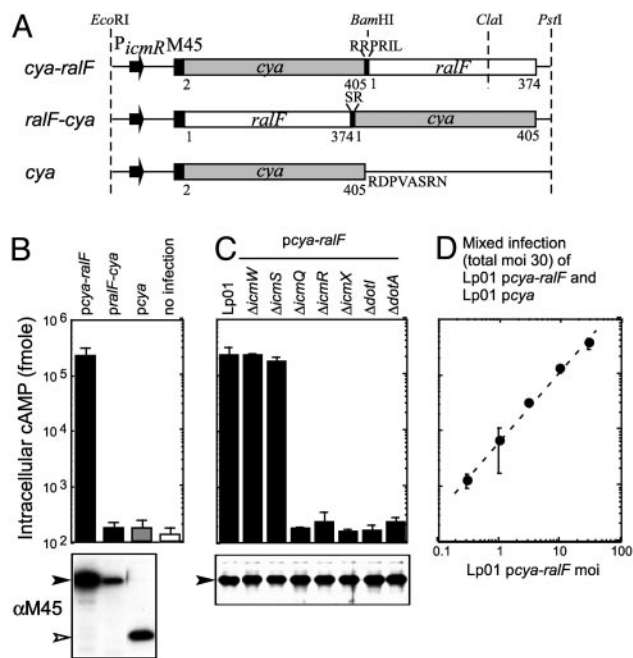 A
EcoRI BamHI ClaI PstI
PicmR M45 RRPRIL
cya-ralF cya ralF
2 405 1 374
SR
ralF-cya ralF cya
1 374 1 405
cya cya
2 405 RDPVASRN
B
pcya-ralF
pralF-cya
pcya
no infection
C
pcya-ralF
Lp01
ΔicmW
ΔicmS
ΔicmQ
ΔicmR
ΔicmX
ΔdotI
ΔdotA
D
Mixed infection
(total moi 30) of
Lp01 pcya-ralF and
Lp01 pcya
Intracellular cAMP (fmole)
10^6
10^5
10^4
10^3
10^2
αM45
0.1 1 10 100
Lp01 pcya-ralF moi